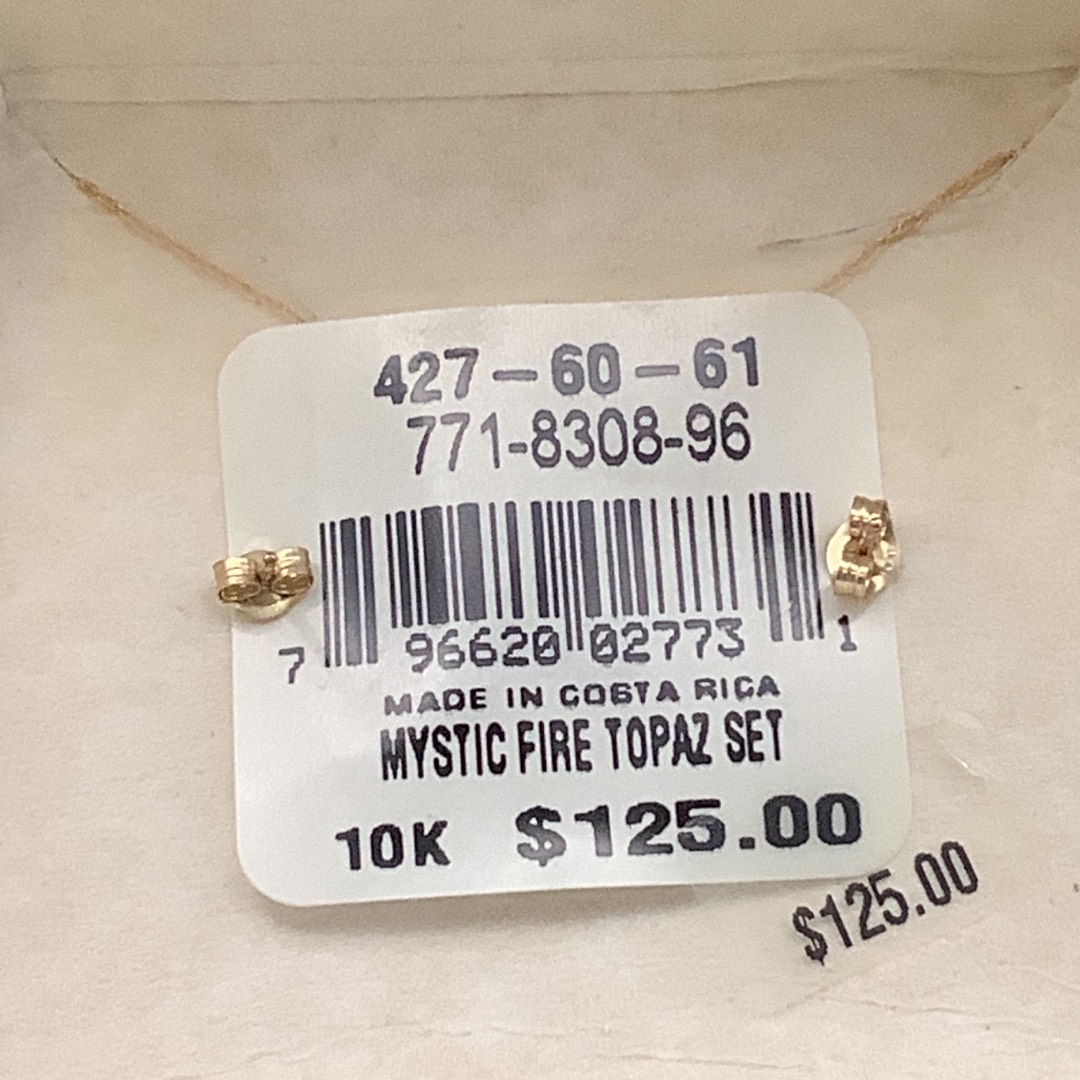 427-60-61
771-8308-96
7 96620 02773 1
MADE IN COSTA RICA
MYSTIC FIRE TOPAZ SET
10K $125.00
$125.00